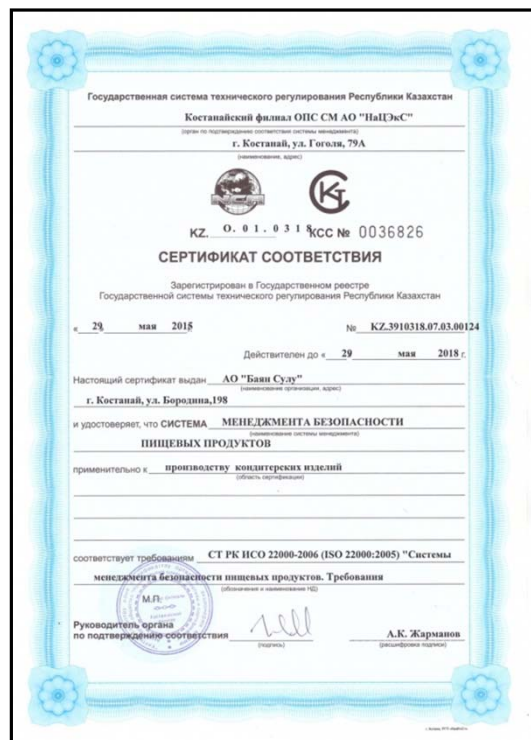 Государственная система технического регулирования Республики Казахстан
Костанайский филиал ОПС СМ АО "НаЦЭкС"
(орган по подтверждению соответствия системы менеджмента)
г. Костанай, ул. Гоголя, 79А
(наименование, адрес)
KZ. О. 01. 0318 КСС № 0036826
СЕРТИФИКАТ СООТВЕТСТВИЯ
Зарегистрирован в Государственном реестре
Государственной системы технического регулирования Республики Казахстан
« 29 мая 2015 № KZ.3910318.07.03.00124
Действителен до « 29 мая 2018 г.
Настоящий сертификат выдан АО "Баян Сулу"
(наименование организации, адрес)
г. Костанай, ул. Бородина,198
и удостоверяет, что СИСТЕМА МЕНЕДЖМЕНТА БЕЗОПАСНОСТИ
(наименование системы менеджмента)
ПИЩЕВЫХ ПРОДУКТОВ
применительно к производству кондитерских изделий
(область сертификации)
соответствует требованиям СТ РК ИСО 22000-2006 (ISO 22000:2005) "Системы
менеджмента безопасности пищевых продуктов. Требования
(обозначения и наименование НД)
М.П.
Руководитель органа
по подтверждению соответствия А.К. Жарманов
(подпись) (расшифровка подписи)